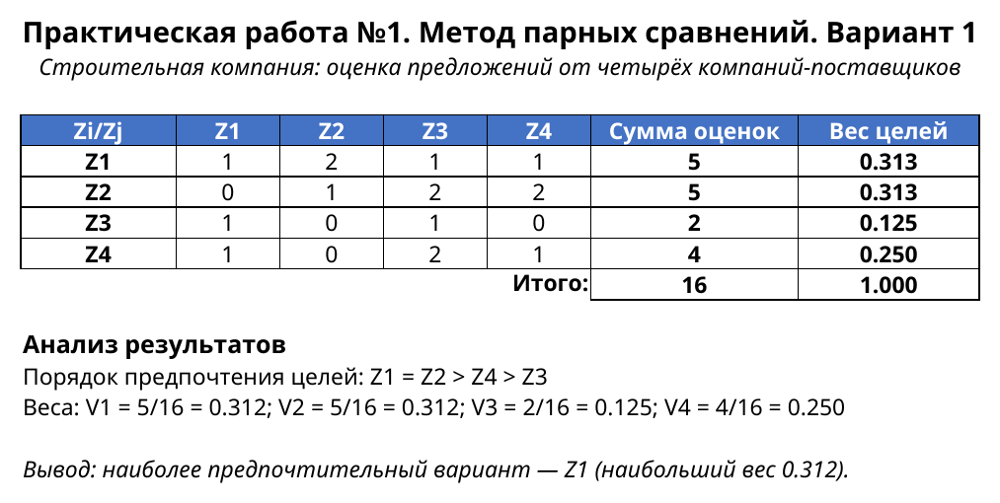 Практическая работа №1. Метод парных сравнений. Вариант 1
Строительная компания: оценка предложений от четырёх компаний-поставщиков
Zi/Zj Z1 Z2 Z3 Z4 Сумма оценок Вес целей
Z1 1 2 1 1 5 0.313
Z2 0 1 2 2 5 0.313
Z3 1 0 1 0 2 0.125
Z4 1 0 2 1 4 0.250
Итого: 16 1.000
Анализ результатов
Порядок предпочтения целей: Z1 = Z2 > Z4 > Z3
Веса: V1 = 5/16 = 0.312; V2 = 5/16 = 0.312; V3 = 2/16 = 0.125; V4 = 4/16 = 0.250
Вывод: наиболее предпочтительный вариант — Z1 (наибольший вес 0.312).